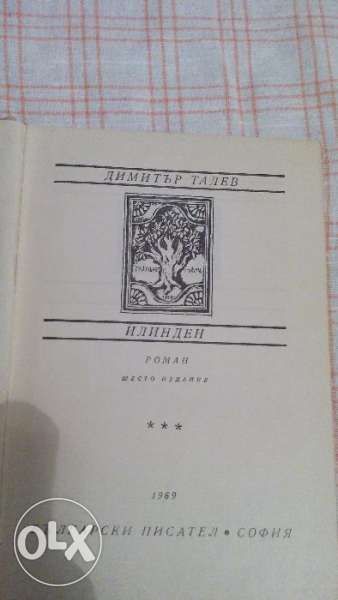 ДИМИТЪР ТАЛЕВ
ИЛИНДЕН
РОМАН
ШЕСТО ИЗДАНИЕ
* * *
1969
ПИСАТЕЛ • СОФИЯ
OLX